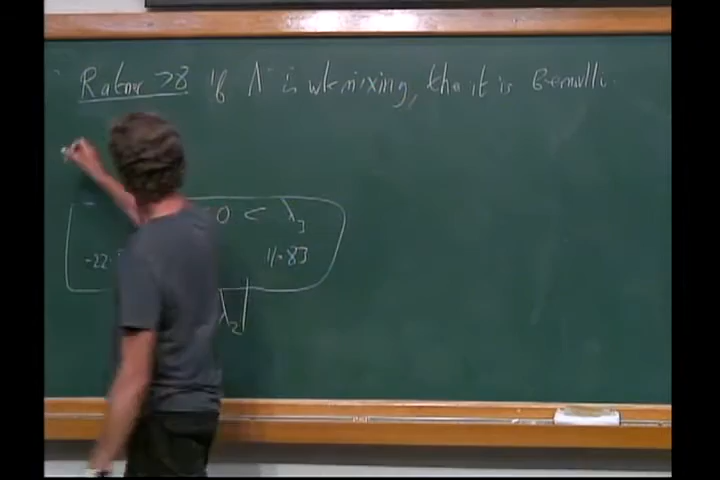 Ratner 78 If Λ is wk mixing, then it is Bernoulli.
0 < λ3
-22. 11.83
λ2